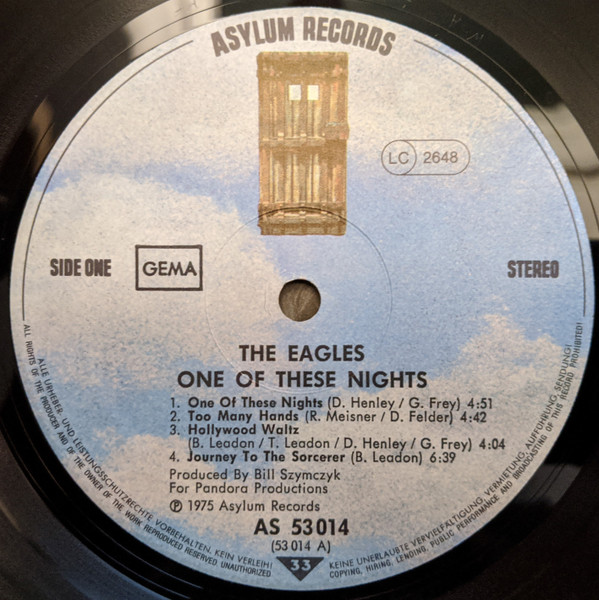 ASYLUM RECORDS
LC 2648
SIDE ONE
GEMA
STEREO
THE EAGLES
ONE OF THESE NIGHTS
1. One Of These Nights (D. Henley / G. Frey) 4:51
2. Too Many Hands (R. Meisner / D. Felder) 4:42
3. Hollywood Waltz
(B. Leadon / T. Leadon / D. Henley / G. Frey) 4:04
4. Journey To The Sorcerer (B. Leadon) 6:39
Produced By Bill Szymczyk
For Pandora Productions
Ⓟ 1975 Asylum Records
AS 53 014
(53 014 A)
33
ALLE URHEBER- UND LEISTUNGSSCHUTZRECHTE VORBEHALTEN. KEIN VERLEIH! KEINE UNERLAUBTE VERVIELFÄLTIGUNG, VERMIETUNG, AUFFÜHRUNG, SENDUNG!
ALL RIGHTS OF THE PRODUCER AND OF THE OWNER OF THE WORK REPRODUCED RESERVED. UNAUTHORIZED COPYING, HIRING, LENDING, PUBLIC PERFORMANCE AND BROADCASTING OF THIS RECORD PROHIBITED!